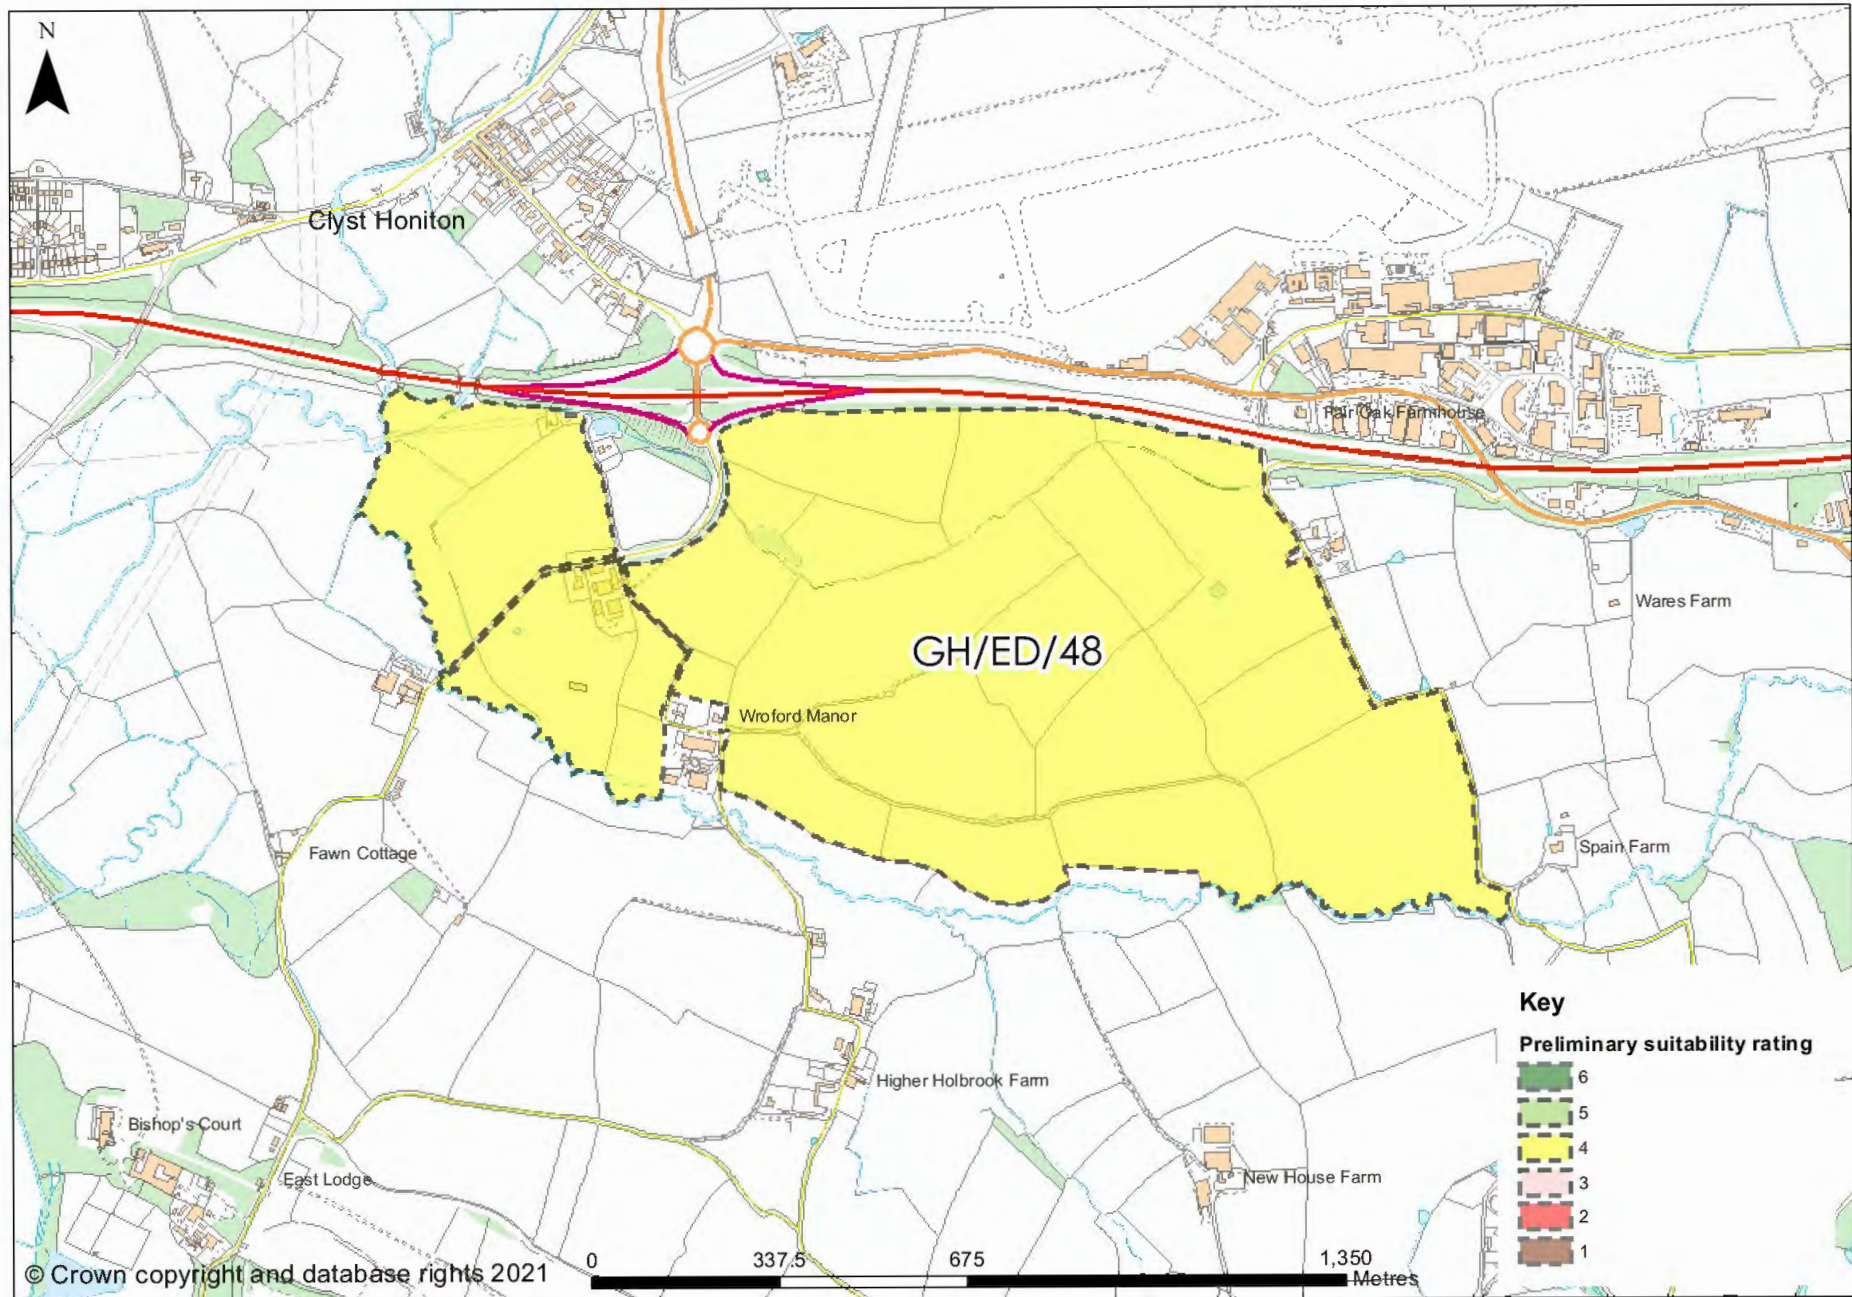 N
Clyst Honiton
Fair Oak Farmhouse
Wares Farm
GH/ED/48
Wroford Manor
Spain Farm
Fawn Cottage
Higher Holbrook Farm
Bishop's Court
East Lodge
New House Farm
Key
Preliminary suitability rating
6
5
4
3
2
1
0 337.5 675 1,350
Metres
© Crown copyright and database rights 2021